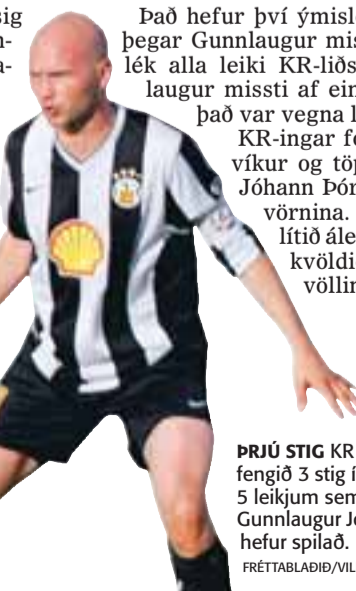 sig
n-
a-
Það hefur því ýmisl
þegar Gunnlaugur mis
lék alla leiki KR-liðs
laugur missti af ein
það var vegna l
KR-ingar fe
víkur og töp
Jóhann Þór
vörnina.
lítið ále
kvöldi
völlin
ÞRJÚ STIG KR
fengið 3 stig í
5 leikjum sem
Gunnlaugur Jó
hefur spilað.
FRÉTTABLAÐIÐ/VIL